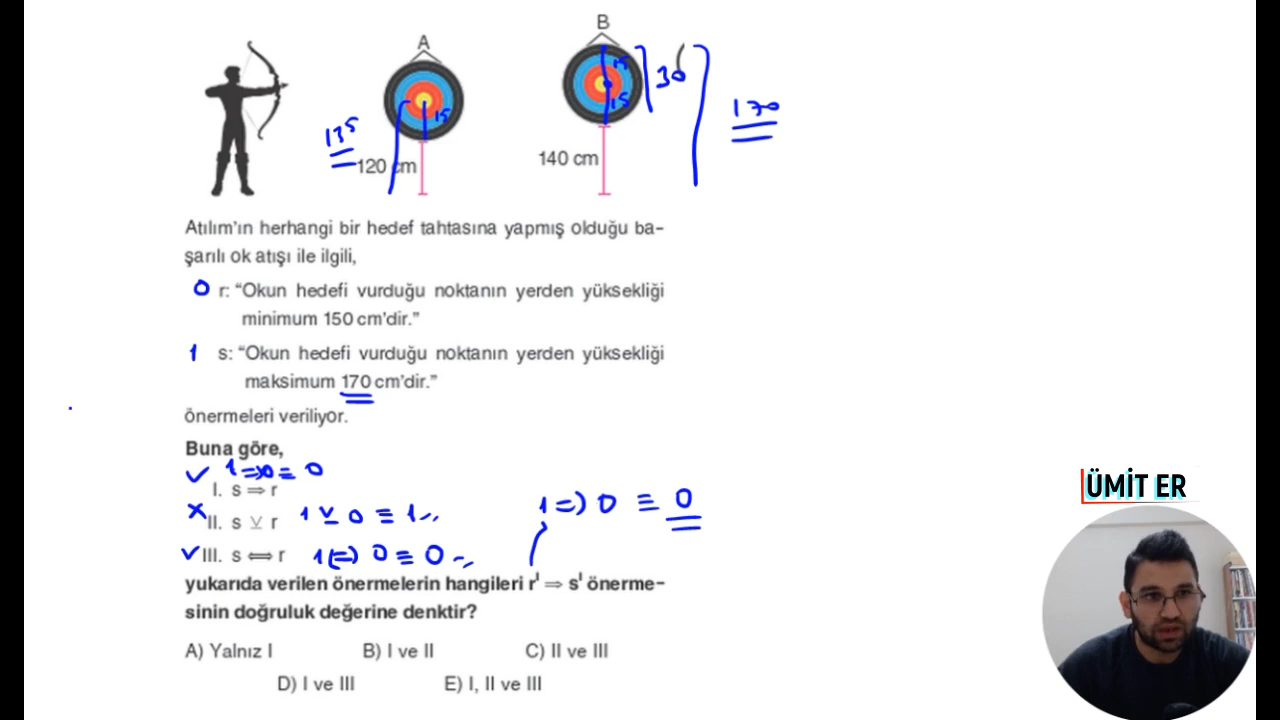 A
B
15
15
15
30
135
170
120 cm
140 cm
Atılım'ın herhangi bir hedef tahtasına yapmış olduğu ba-
şarılı ok atışı ile ilgili,
0 r: “Okun hedefi vurduğu noktanın yerden yüksekliği
minimum 150 cm'dir.”
1 s: “Okun hedefi vurduğu noktanın yerden yüksekliği
maksimum 170 cm'dir.”
önermeleri veriliyor.
Buna göre,
✓ 1 ⇒ 0 ≡ 0
I. s ⇒ r
x II. s ⊻ r 1 ⊻ 0 ≡ 1
1 ⇒ 0 ≡ 0
✓ III. s ⇔ r 1 ⇔ 0 ≡ 0
yukarıda verilen önermelerin hangileri r' ⇒ s' önerme-
sinin doğruluk değerine denktir?
A) Yalnız I B) I ve II C) II ve III
D) I ve III E) I, II ve III
ÜMİT ER